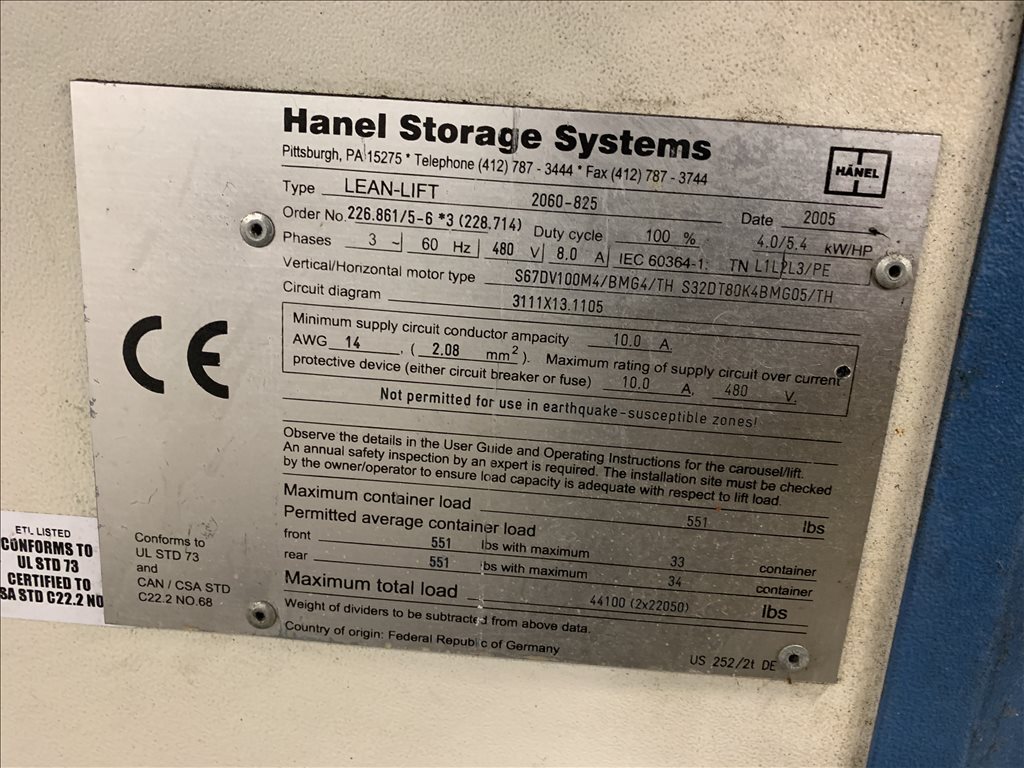 Hanel Storage Systems
Pittsburgh, PA 15275 * Telephone (412) 787 - 3444 * Fax (412) 787 - 3744
HÄNEL
Type LEAN-LIFT 2060-825 Date 2005
Order No. 226.861/5-6 *3 (228.714) Duty cycle 100 % 4.0/5.4 kW/HP
Phases 3 ~ 60 Hz 480 V 8.0 A IEC 60364-1: TN L1L2L3/PE
Vertical/Horizontal motor type S67DV100M4/BMG4/TH S32DT80K4BMG05/TH
Circuit diagram 3111X13.1105
Minimum supply circuit conductor ampacity 10.0 A.
AWG 14 , ( 2.08 mm²). Maximum rating of supply circuit over current
protective device (either circuit breaker or fuse) 10.0 A, 480 V.
Not permitted for use in earthquake-susceptible zones!
CE
Observe the details in the User Guide and Operating Instructions for the carousel/lift.
An annual safety inspection by an expert is required. The installation site must be checked
by the owner/operator to ensure load capacity is adequate with respect to lift load.
Maximum container load 551 lbs
Permitted average container load
front 551 lbs with maximum 33 container
rear 551 lbs with maximum 34 container
Maximum total load 44100 (2x22050) lbs
Weight of dividers to be subtracted from above data.
Country of origin: Federal Republic of Germany
US 252/2t DE
Conforms to
UL STD 73
and
CAN / CSA STD
C22.2 NO.68
ETL LISTED
CONFORMS TO
UL STD 73
CERTIFIED TO
SA STD C22.2 NO